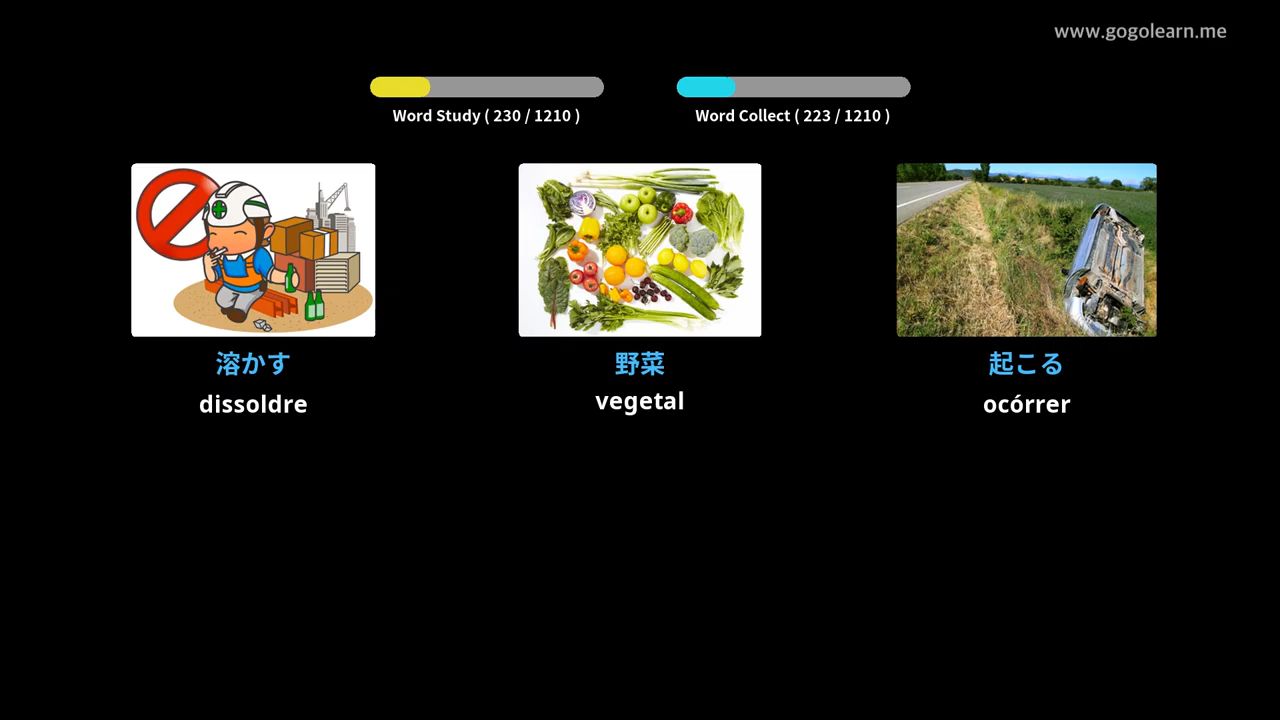 www.gogolearn.me
Word Study ( 230 / 1210 )
Word Collect ( 223 / 1210 )
溶かす
dissoldre
野菜
vegetal
起こる
ocórrer